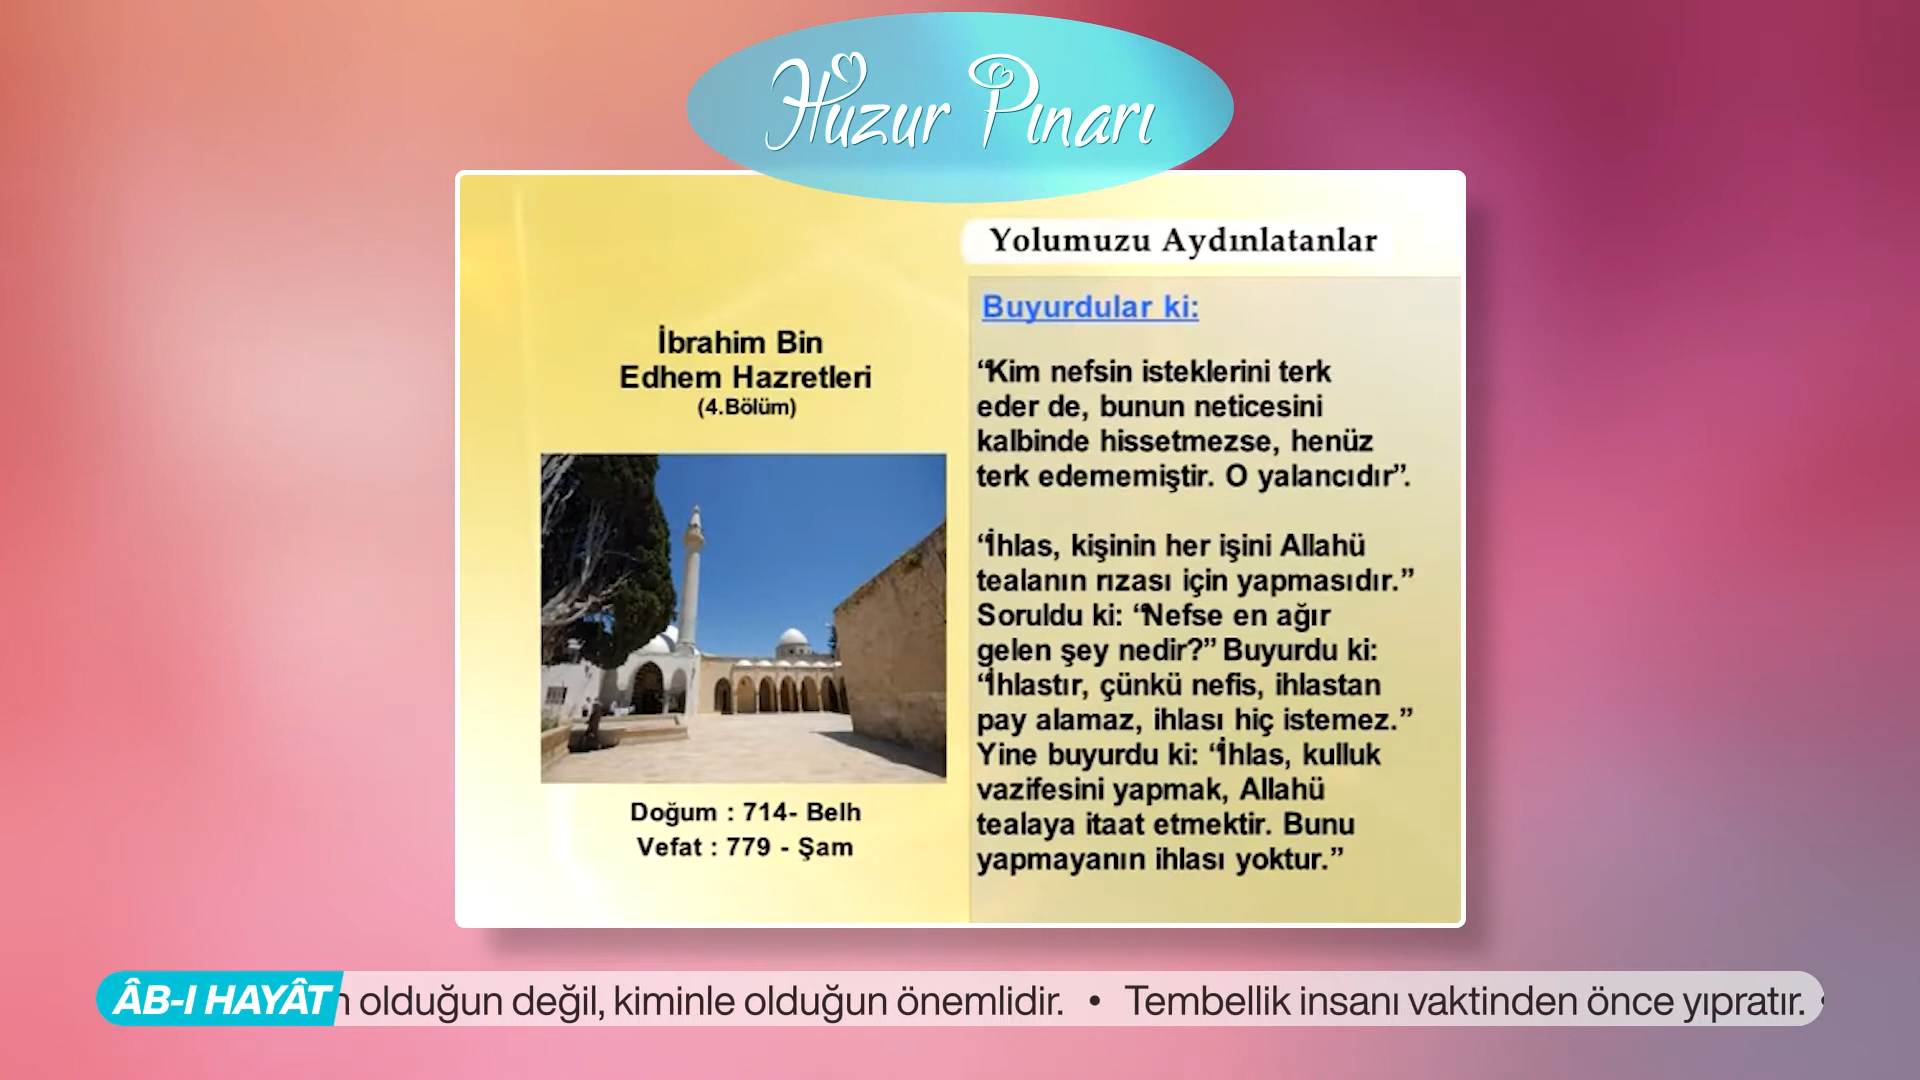 Huzur Pınarı
Yolumuzu Aydınlatanlar
İbrahim Bin
Edhem Hazretleri
(4.Bölüm)
Doğum : 714- Belh
Vefat : 779 - Şam
Buyurdular ki:
“Kim nefsin isteklerini terk
eder de, bunun neticesini
kalbinde hissetmezse, henüz
terk edememiştir. O yalancıdır”.
“İhlas, kişinin her işini Allahü
tealanın rızası için yapmasıdır.”
Soruldu ki: “Nefse en ağır
gelen şey nedir?” Buyurdu ki:
“İhlastır, çünkü nefis, ihlastan
pay alamaz, ihlası hiç istemez.”
Yine buyurdu ki: “İhlas, kulluk
vazifesini yapmak, Allahü
tealaya itaat etmektir. Bunu
yapmayanın ihlası yoktur.”
ÂB-I HAYÂT
olduğun değil, kiminle olduğun önemlidir. • Tembellik insanı vaktinden önce yıpratır.